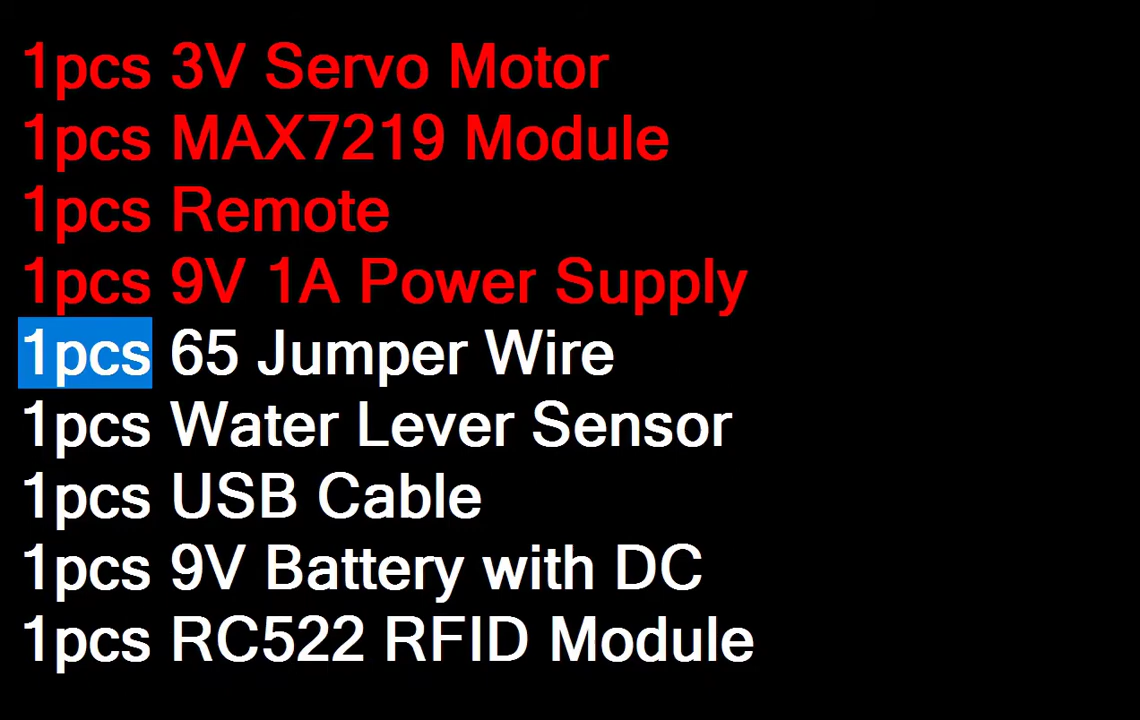 1pcs 3V Servo Motor
1pcs MAX7219 Module
1pcs Remote
1pcs 9V 1A Power Supply
1pcs 65 Jumper Wire
1pcs Water Lever Sensor
1pcs USB Cable
1pcs 9V Battery with DC
1pcs RC522 RFID Module